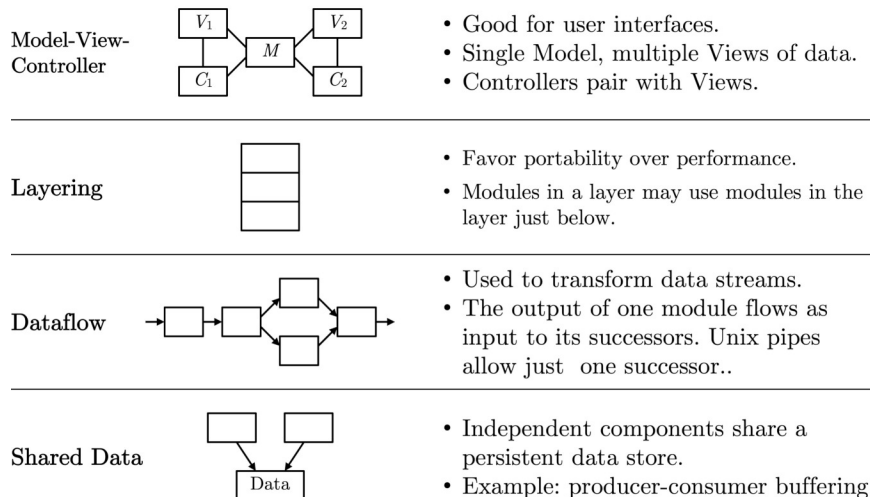 Model-View-
Controller
V1
V2
M
C1
C2
• Good for user interfaces.
• Single Model, multiple Views of data.
• Controllers pair with Views.
Layering
• Favor portability over performance.
• Modules in a layer may use modules in the
layer just below.
Dataflow
• Used to transform data streams.
• The output of one module flows as
input to its successors. Unix pipes
allow just one successor..
Shared Data
Data
• Independent components share a
persistent data store.
• Example: producer-consumer buffering